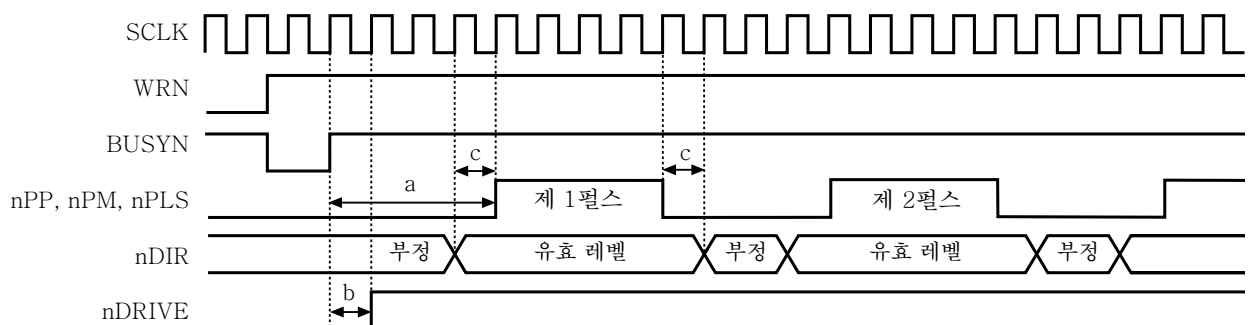 SCLK
WRN
BUSYN
c
c
a
nPP, nPM, nPLS
제 1펄스
제 2펄스
nDIR
부정
유효 레벨
부정
유효 레벨
부정
b
nDRIVE